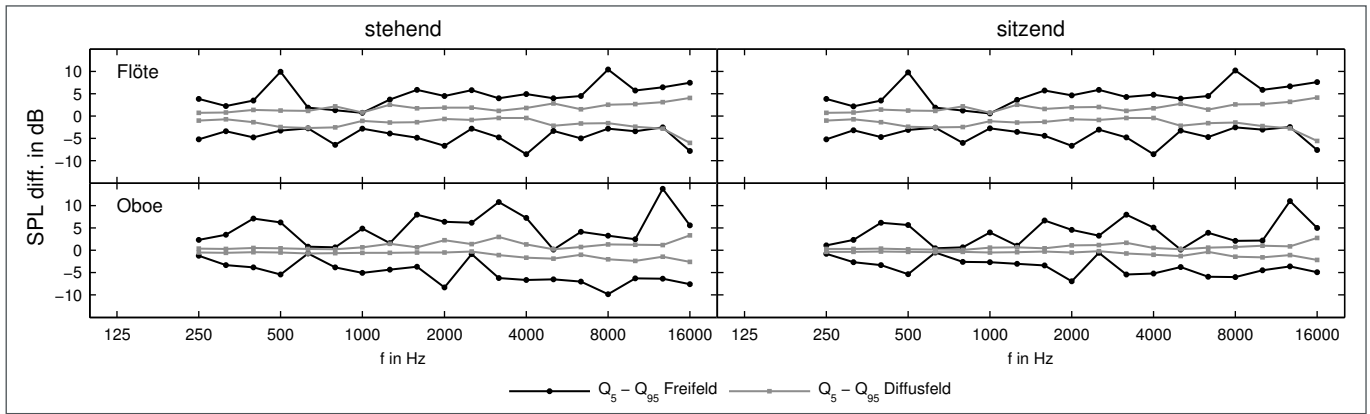 stehend sitzend
SPL diff. in dB
Flöte
10
5
0
−5
−10
Oboe
10
5
0
−5
−10
125 250 500 1000 2000 4000 8000 16000 125 250 500 1000 2000 4000 8000 16000
f in Hz f in Hz
Q5 − Q95 Freifeld Q5 − Q95 Diffusfeld